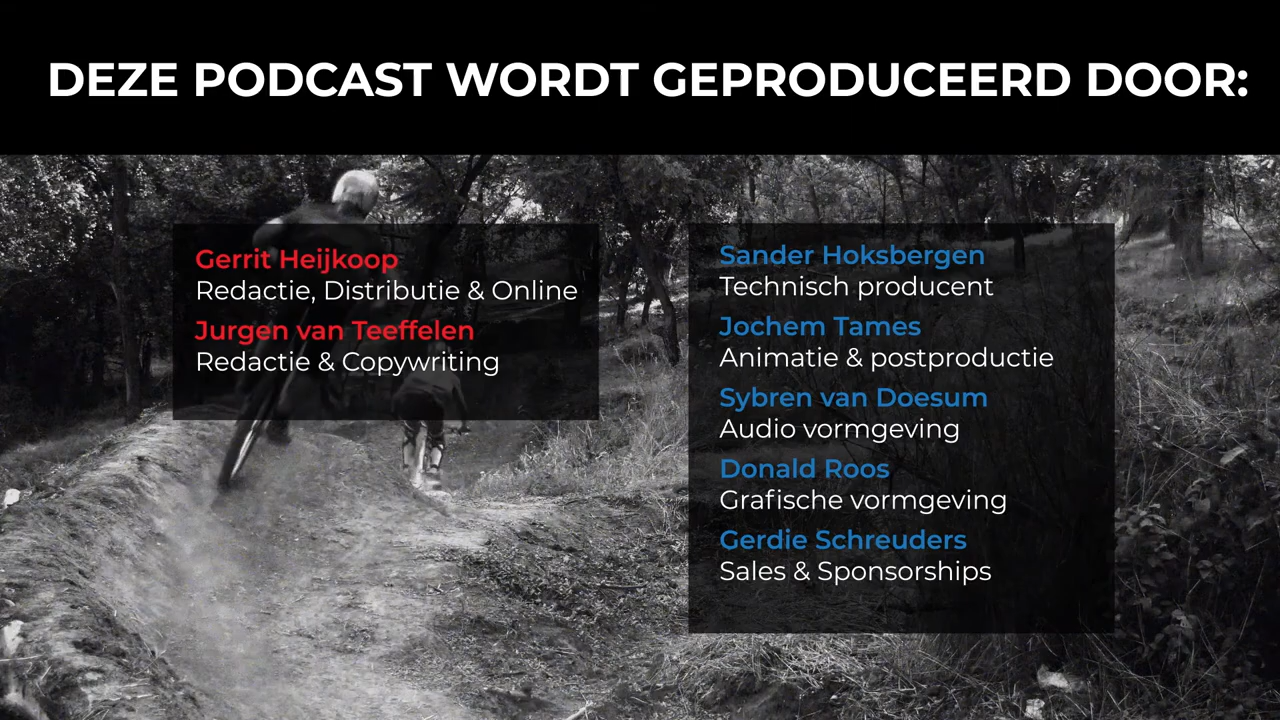 DEZE PODCAST WORDT GEPRODUCEERD DOOR:
Gerrit Heijkoop
Redactie, Distributie & Online
Jurgen van Teeffelen
Redactie & Copywriting
Sander Hoksbergen
Technisch producent
Jochem Tames
Animatie & postproductie
Sybren van Doesum
Audio vormgeving
Donald Roos
Grafische vormgeving
Gerdie Schreuders
Sales & Sponsorships